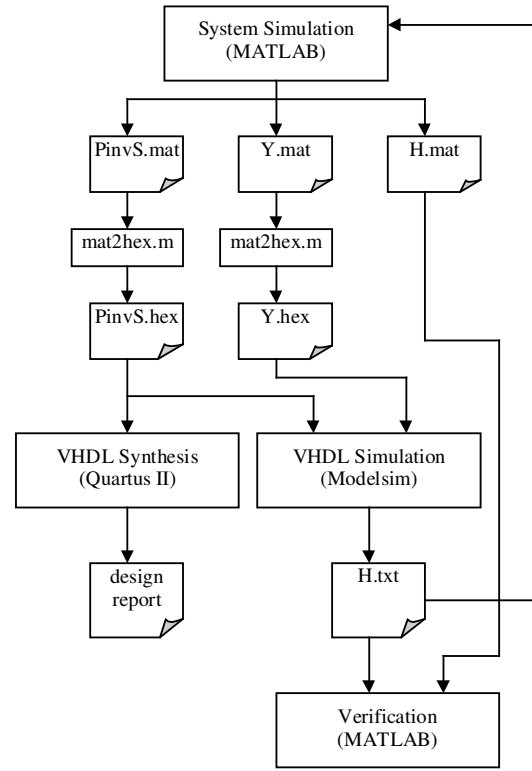 System Simulation
(MATLAB)
PinvS.mat
Y.mat
H.mat
mat2hex.m
mat2hex.m
PinvS.hex
Y.hex
VHDL Synthesis
(Quartus II)
VHDL Simulation
(Modelsim)
design
report
H.txt
Verification
(MATLAB)